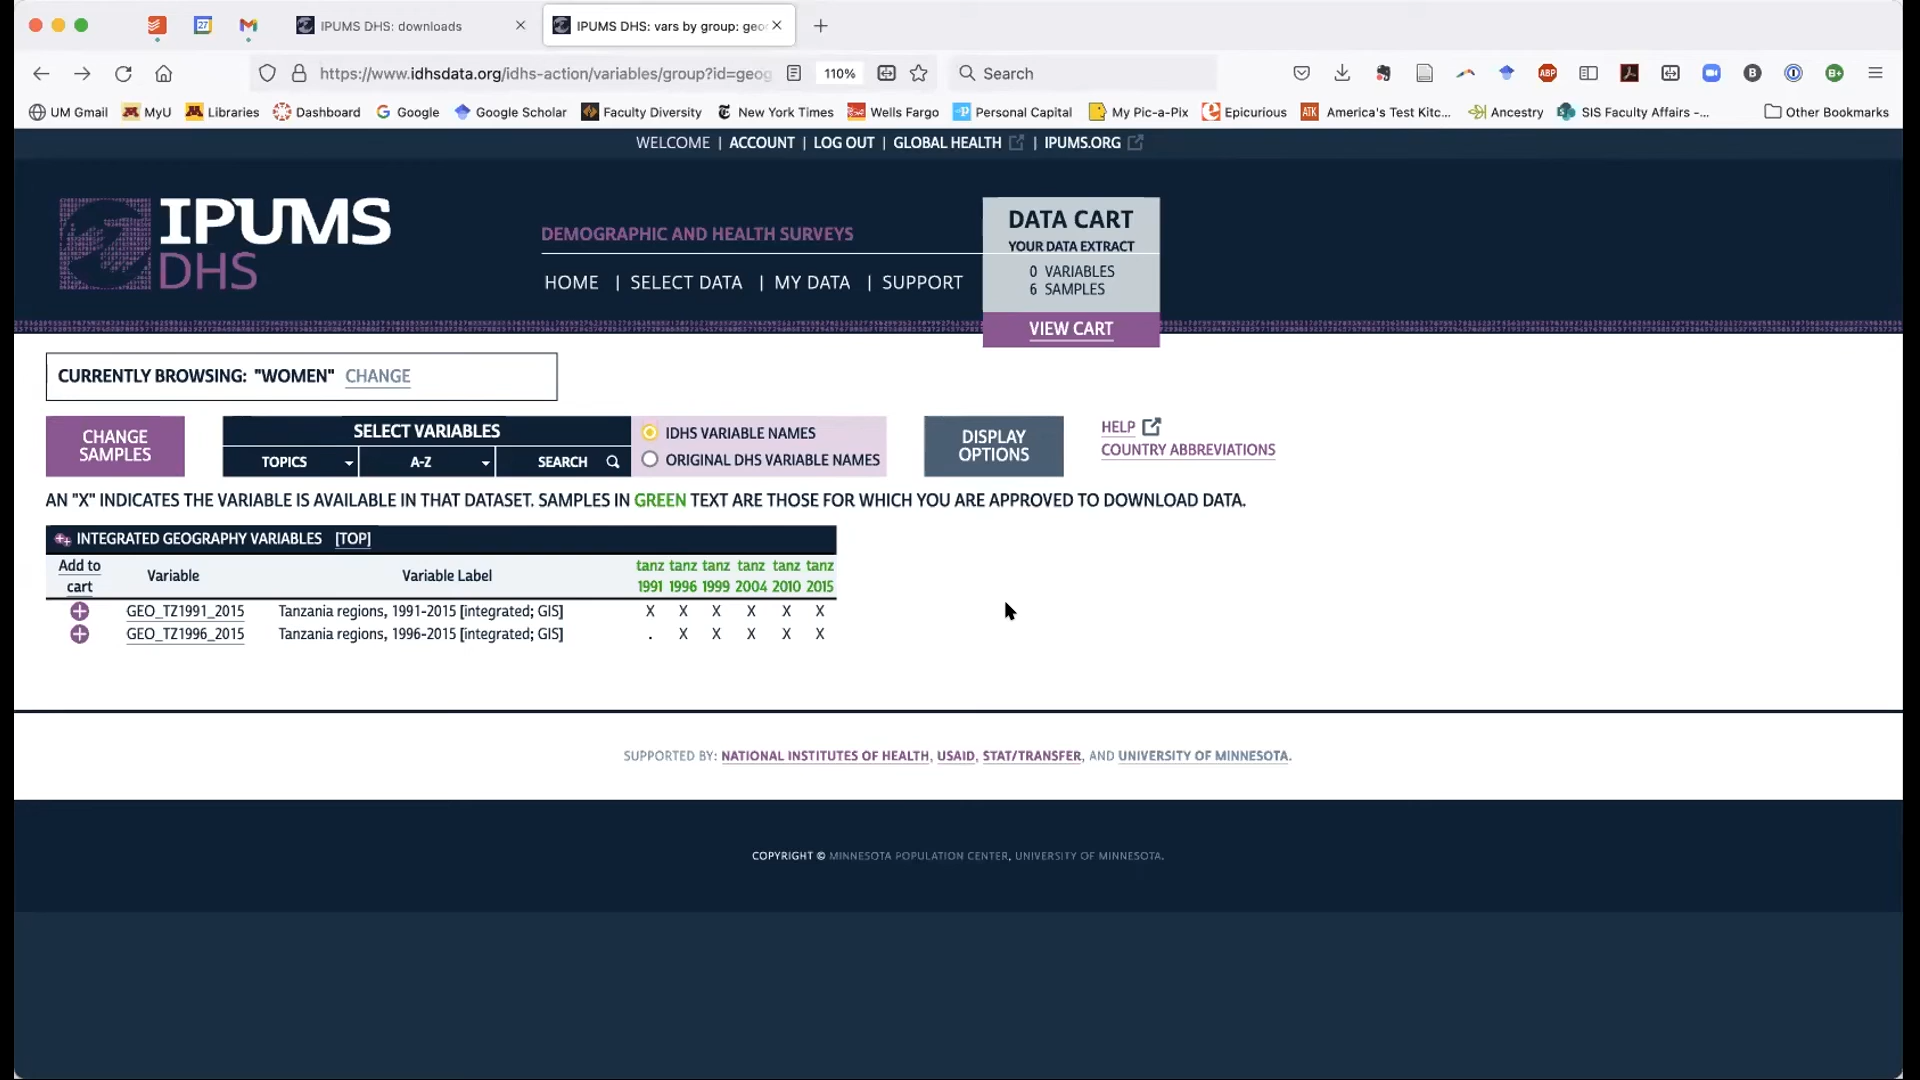 27
IPUMS DHS: downloads
IPUMS DHS: vars by group: geo
https://www.idhsdata.org/idhs-action/variables/group?id=geog
110%
Search
ABP
B
B+
UM Gmail
MyU
Libraries
Dashboard
Google
Google Scholar
Faculty Diversity
New York Times
Wells Fargo
Personal Capital
My Pic-a-Pix
Epicurious
ATK
America's Test Kitc...
Ancestry
SIS Faculty Affairs -...
Other Bookmarks
WELCOME | ACCOUNT | LOG OUT | GLOBAL HEALTH | IPUMS.ORG
IPUMS
DHS
DEMOGRAPHIC AND HEALTH SURVEYS
HOME | SELECT DATA | MY DATA | SUPPORT
DATA CART
YOUR DATA EXTRACT
0 VARIABLES
6 SAMPLES
VIEW CART
CURRENTLY BROWSING: "WOMEN" CHANGE
CHANGE
SAMPLES
SELECT VARIABLES
TOPICS
A-Z
SEARCH
IDHS VARIABLE NAMES
ORIGINAL DHS VARIABLE NAMES
DISPLAY
OPTIONS
HELP
COUNTRY ABBREVIATIONS
AN "X" INDICATES THE VARIABLE IS AVAILABLE IN THAT DATASET. SAMPLES IN GREEN TEXT ARE THOSE FOR WHICH YOU ARE APPROVED TO DOWNLOAD DATA.
INTEGRATED GEOGRAPHY VARIABLES [TOP]
Add to cart Variable Variable Label tanz 1991 tanz 1996 tanz 1999 tanz 2004 tanz 2010 tanz 2015
GEO_TZ1991_2015 Tanzania regions, 1991-2015 [integrated; GIS] X X X X X X
GEO_TZ1996_2015 Tanzania regions, 1996-2015 [integrated; GIS] . X X X X X
SUPPORTED BY: NATIONAL INSTITUTES OF HEALTH, USAID, STAT/TRANSFER, AND UNIVERSITY OF MINNESOTA.
COPYRIGHT © MINNESOTA POPULATION CENTER, UNIVERSITY OF MINNESOTA.